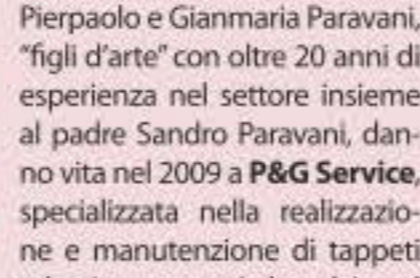 Pierpaolo e Gianmaria Paravani,
“figli d’arte” con oltre 20 anni di
esperienza nel settore insieme
al padre Sandro Paravani, dan-
no vita nel 2009 a P&G Service,
specializzata nella realizzazio-
ne e manutenzione di tappeti